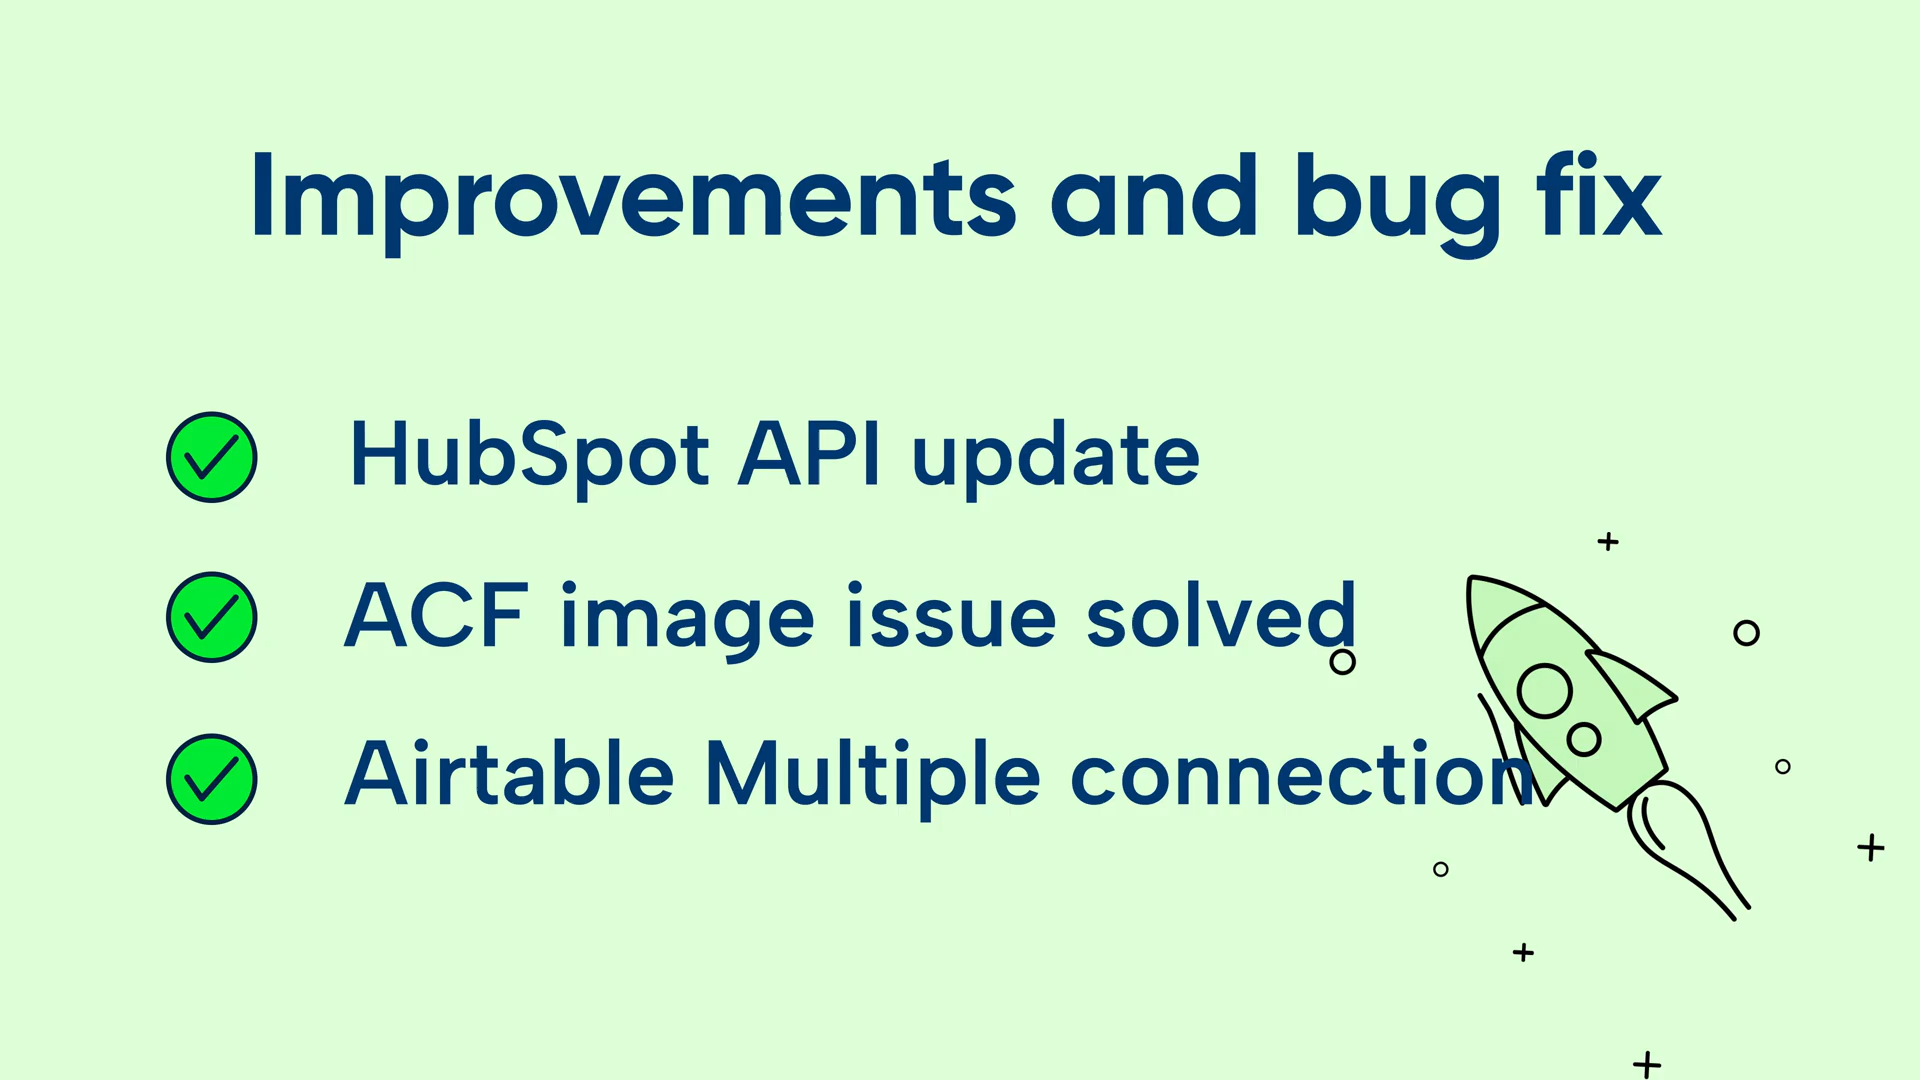 Improvements and bug fix
HubSpot API update
ACF image issue solved
Airtable Multiple connection